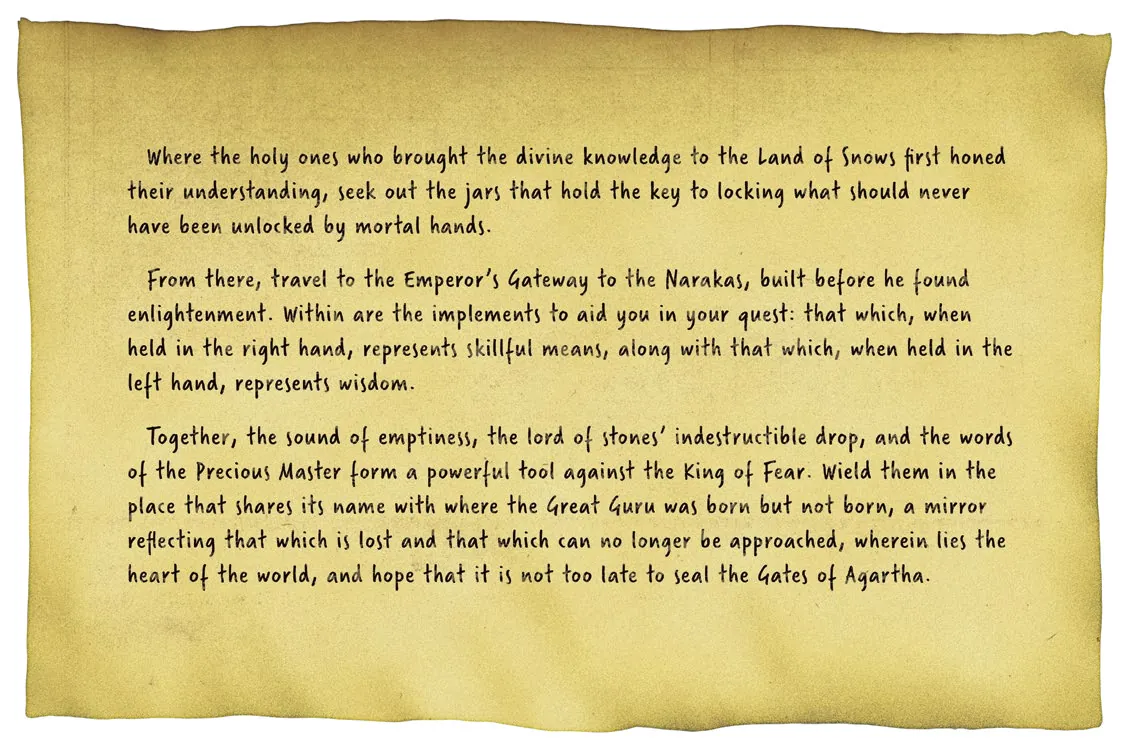 Where the holy ones who brought the divine knowledge to the Land of Snows first honed
their understanding, seek out the jars that hold the key to locking what should never
have been unlocked by mortal hands.
From there, travel to the Emperor's Gateway to the Narakas, built before he found
enlightenment. Within are the implements to aid you in your quest: that which, when
held in the right hand, represents skillful means, along with that which, when held in the
left hand, represents wisdom.
Together, the sound of emptiness, the lord of stones' indestructible drop, and the words
of the Precious Master form a powerful tool against the King of Fear. Wield them in the
place that shares its name with where the Great Guru was born but not born, a mirror
reflecting that which is lost and that which can no longer be approached, wherein lies the
heart of the world, and hope that it is not too late to seal the Gates of Agartha.